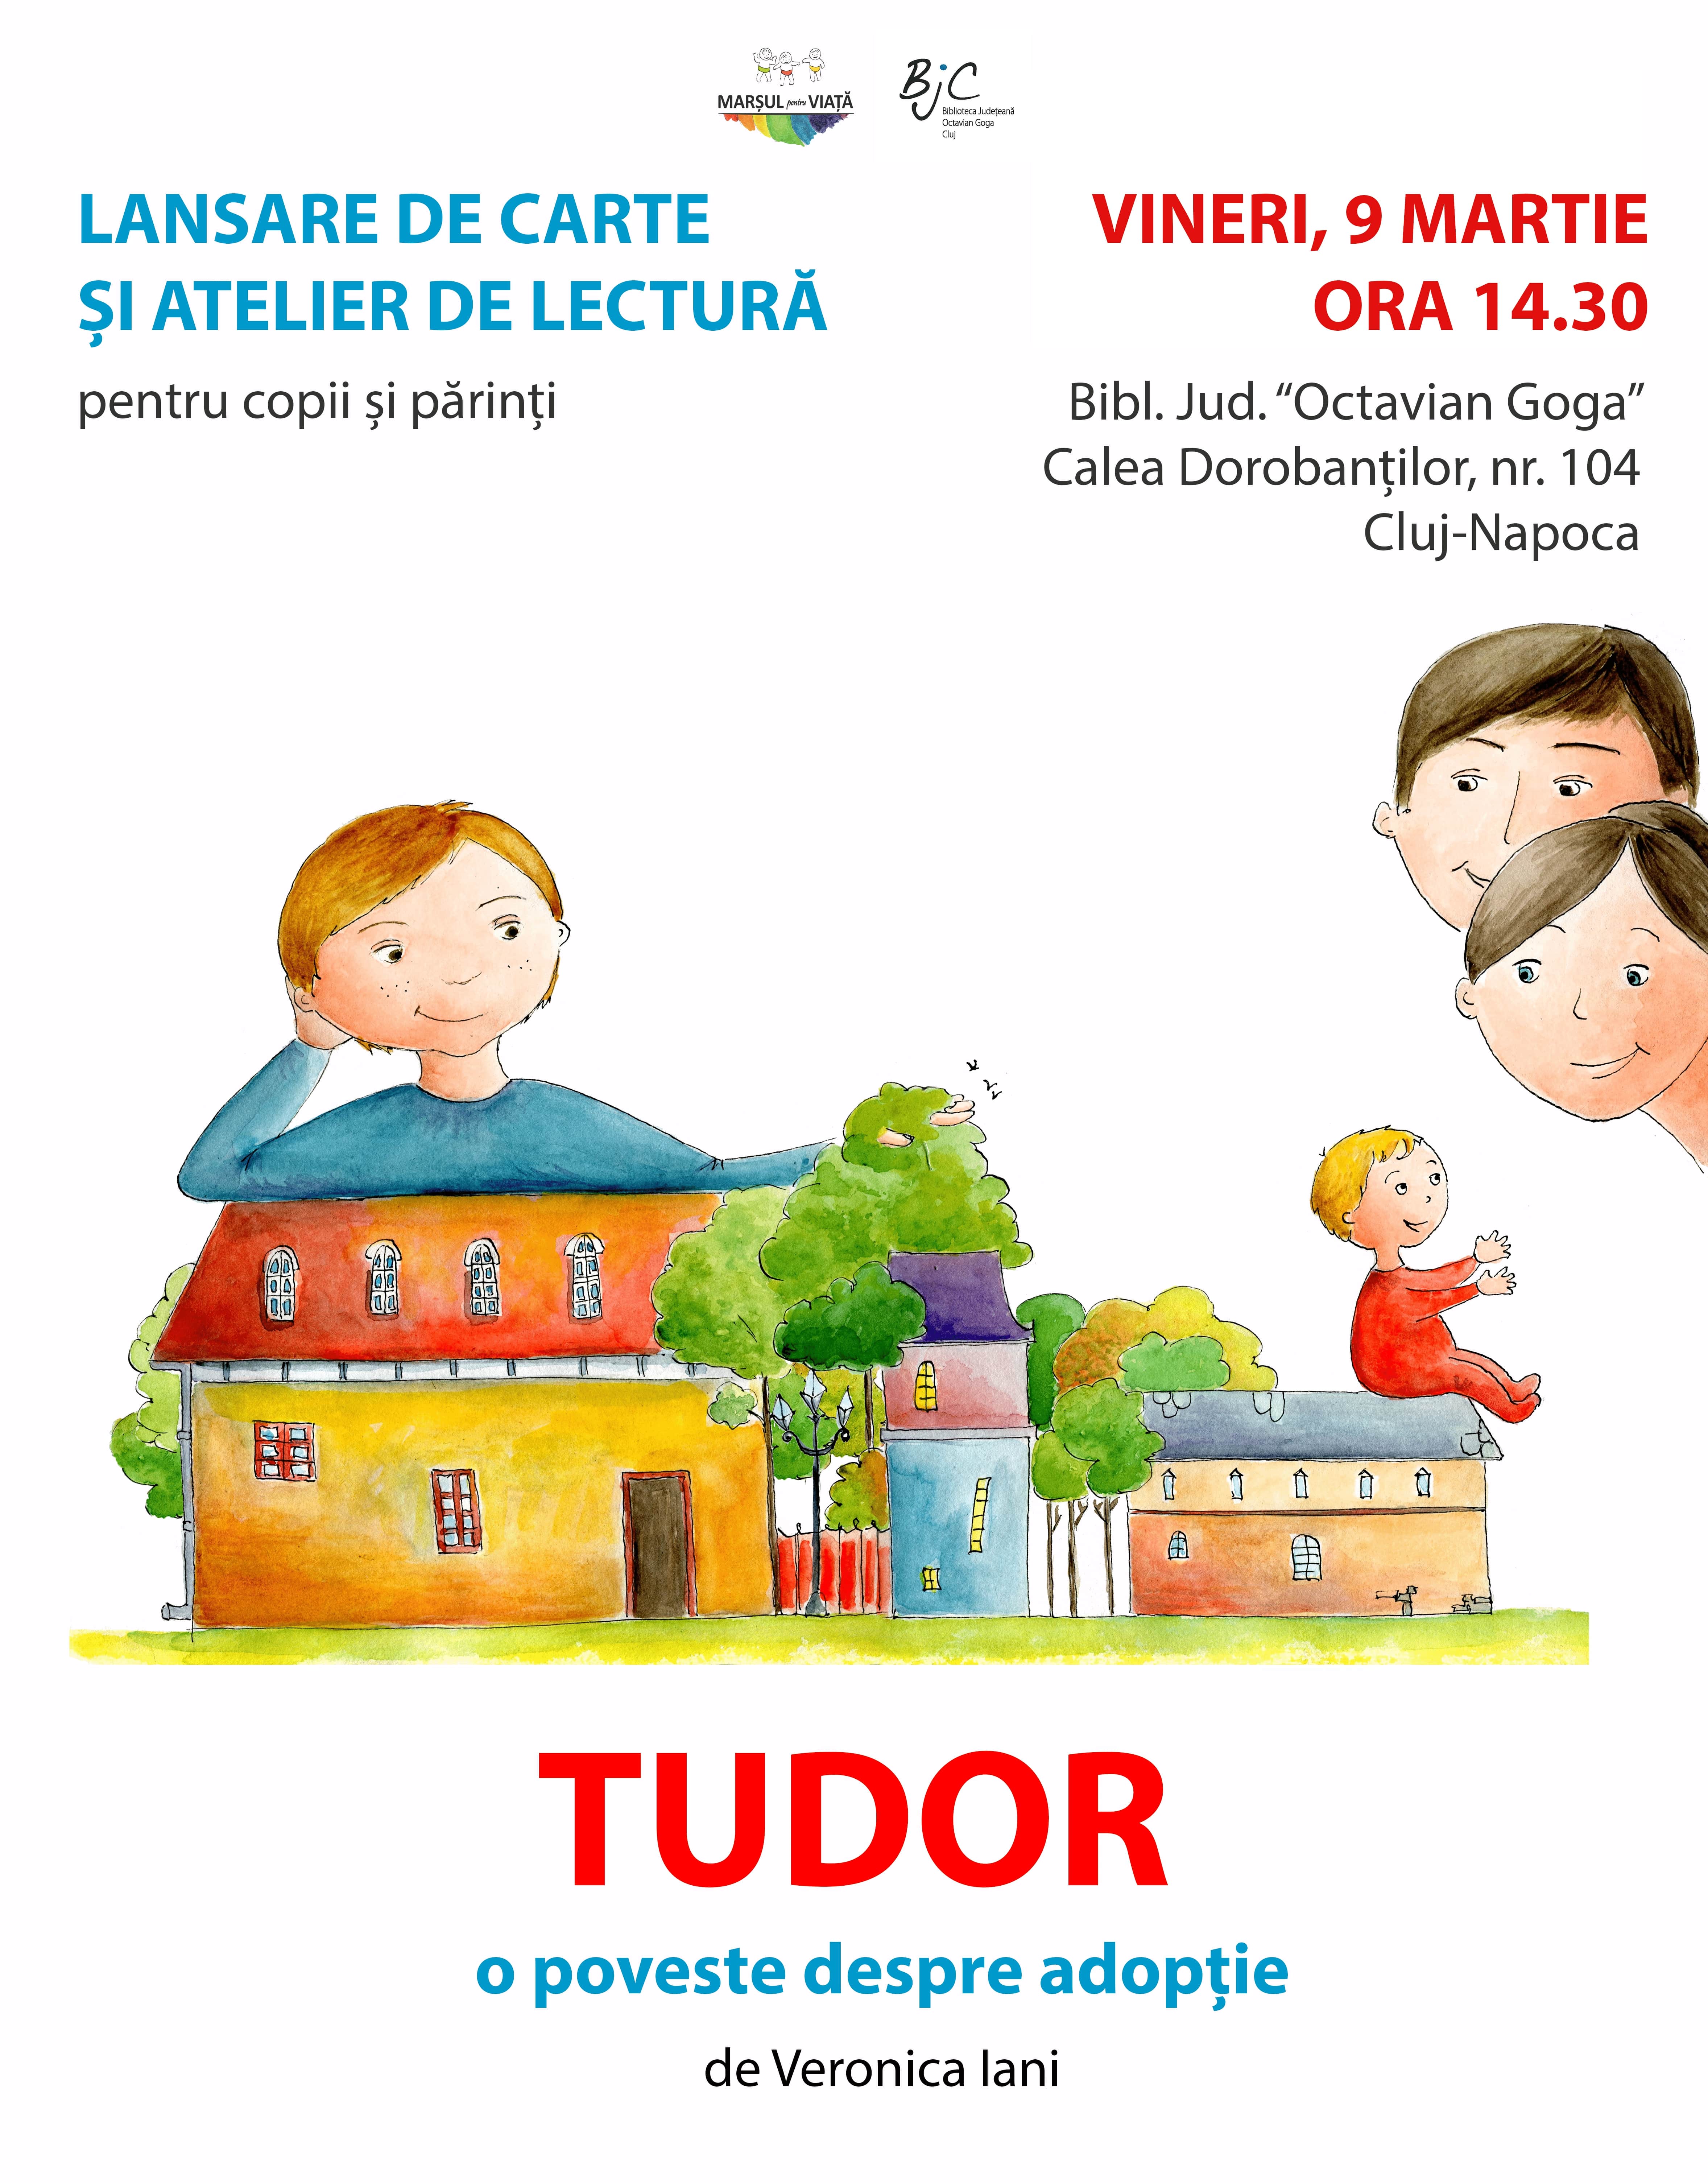 MARȘUL pentru VIAȚĂ
BjC
Biblioteca Județeană
Octavian Goga
Cluj
LANSARE DE CARTE
ȘI ATELIER DE LECTURĂ
pentru copii și părinți
VINERI, 9 MARTIE
ORA 14.30
Bibl. Jud. “Octavian Goga”
Calea Dorobanților, nr. 104
Cluj-Napoca
TUDOR
o poveste despre adopție
de Veronica Iani